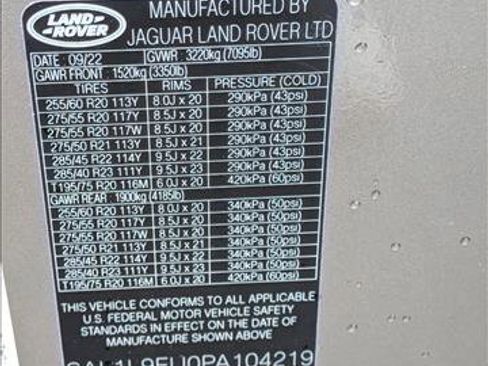 LAND
ROVER
MANUFACTURED BY
JAGUAR LAND ROVER LTD
DATE : 09/22 GVWR : 3220kg (7095lb)
GAWR FRONT : 1520kg (3350lb)
TIRES RIMS PRESSURE (COLD)
255/60 R20 113Y 8.0J x 20 290kPa (43psi)
275/55 R20 117Y 8.5J x 20 290kPa (43psi)
275/55 R20 117W 8.5J x 20 290kPa (43psi)
275/50 R21 113Y 8.5J x 21 290kPa (43psi)
285/45 R22 114Y 9.5J x 22 290kPa (43psi)
285/40 R23 111Y 9.5J x 23 290kPa (43psi)
T195/75 R20 116M 6.0J x 20 420kPa (60psi)
GAWR REAR : 1900kg (4185lb)
255/60 R20 113Y 8.0J x 20 340kPa (50psi)
275/55 R20 117Y 8.5J x 20 340kPa (50psi)
275/55 R20 117W 8.5J x 20 340kPa (50psi)
275/50 R21 113Y 8.5J x 21 340kPa (50psi)
285/45 R22 114Y 9.5J x 22 340kPa (50psi)
285/40 R23 111Y 9.5J x 23 340kPa (50psi)
T195/75 R20 116M 6.0J x 20 420kPa (60psi)
THIS VEHICLE CONFORMS TO ALL APPLICABLE
U.S. FEDERAL MOTOR VEHICLE SAFETY
STANDARDS IN EFFECT ON THE DATE OF
MANUFACTURE SHOWN ABOVE.